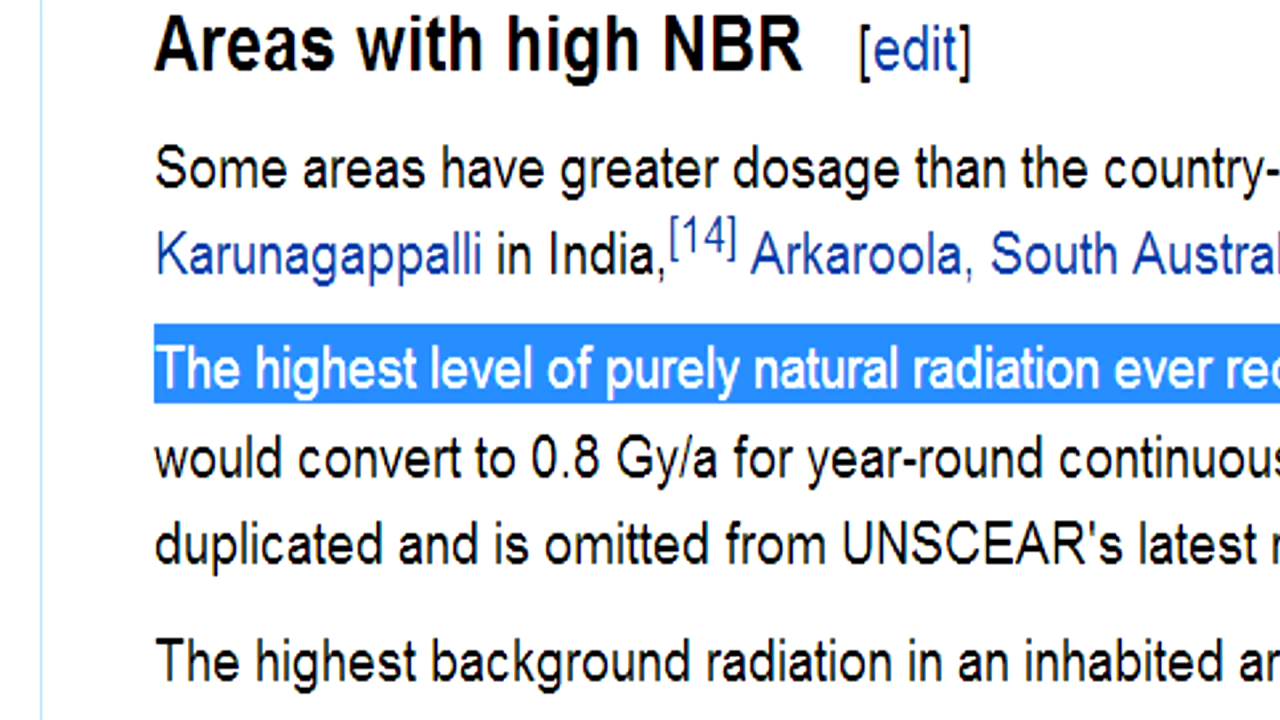 Areas with high NBR [edit]
Some areas have greater dosage than the country-
Karunagappalli in India,[14] Arkaroola, South Austral
The highest level of purely natural radiation ever rec
would convert to 0.8 Gy/a for year-round continuous
duplicated and is omitted from UNSCEAR's latest r
The highest background radiation in an inhabited ar